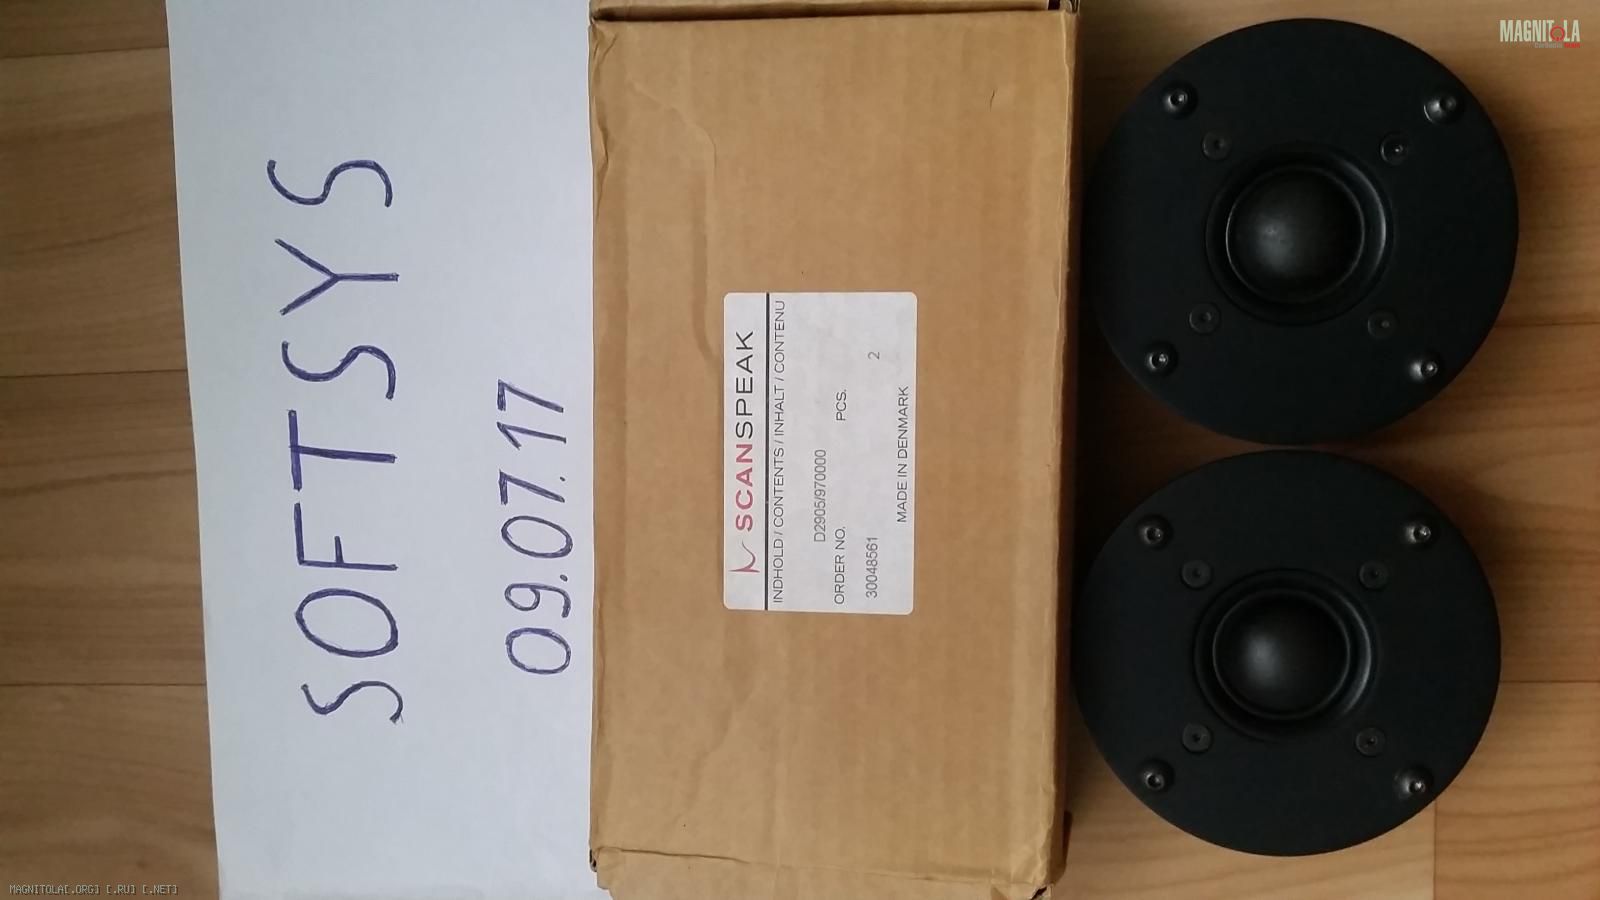 SOFTSYS
09.07.17
SCANSPEAK
INDHOLD / CONTENTS / INHALT / CONTENU
D2905/970000
ORDER NO. PCS.
30048561 2
MADE IN DENMARK
MAGNITOLA
MAGNITOLA[.ORG] [.RU] [.NET]